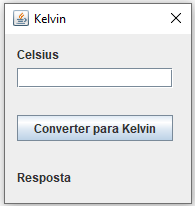 Kelvin
Celsius
Converter para Kelvin
Resposta